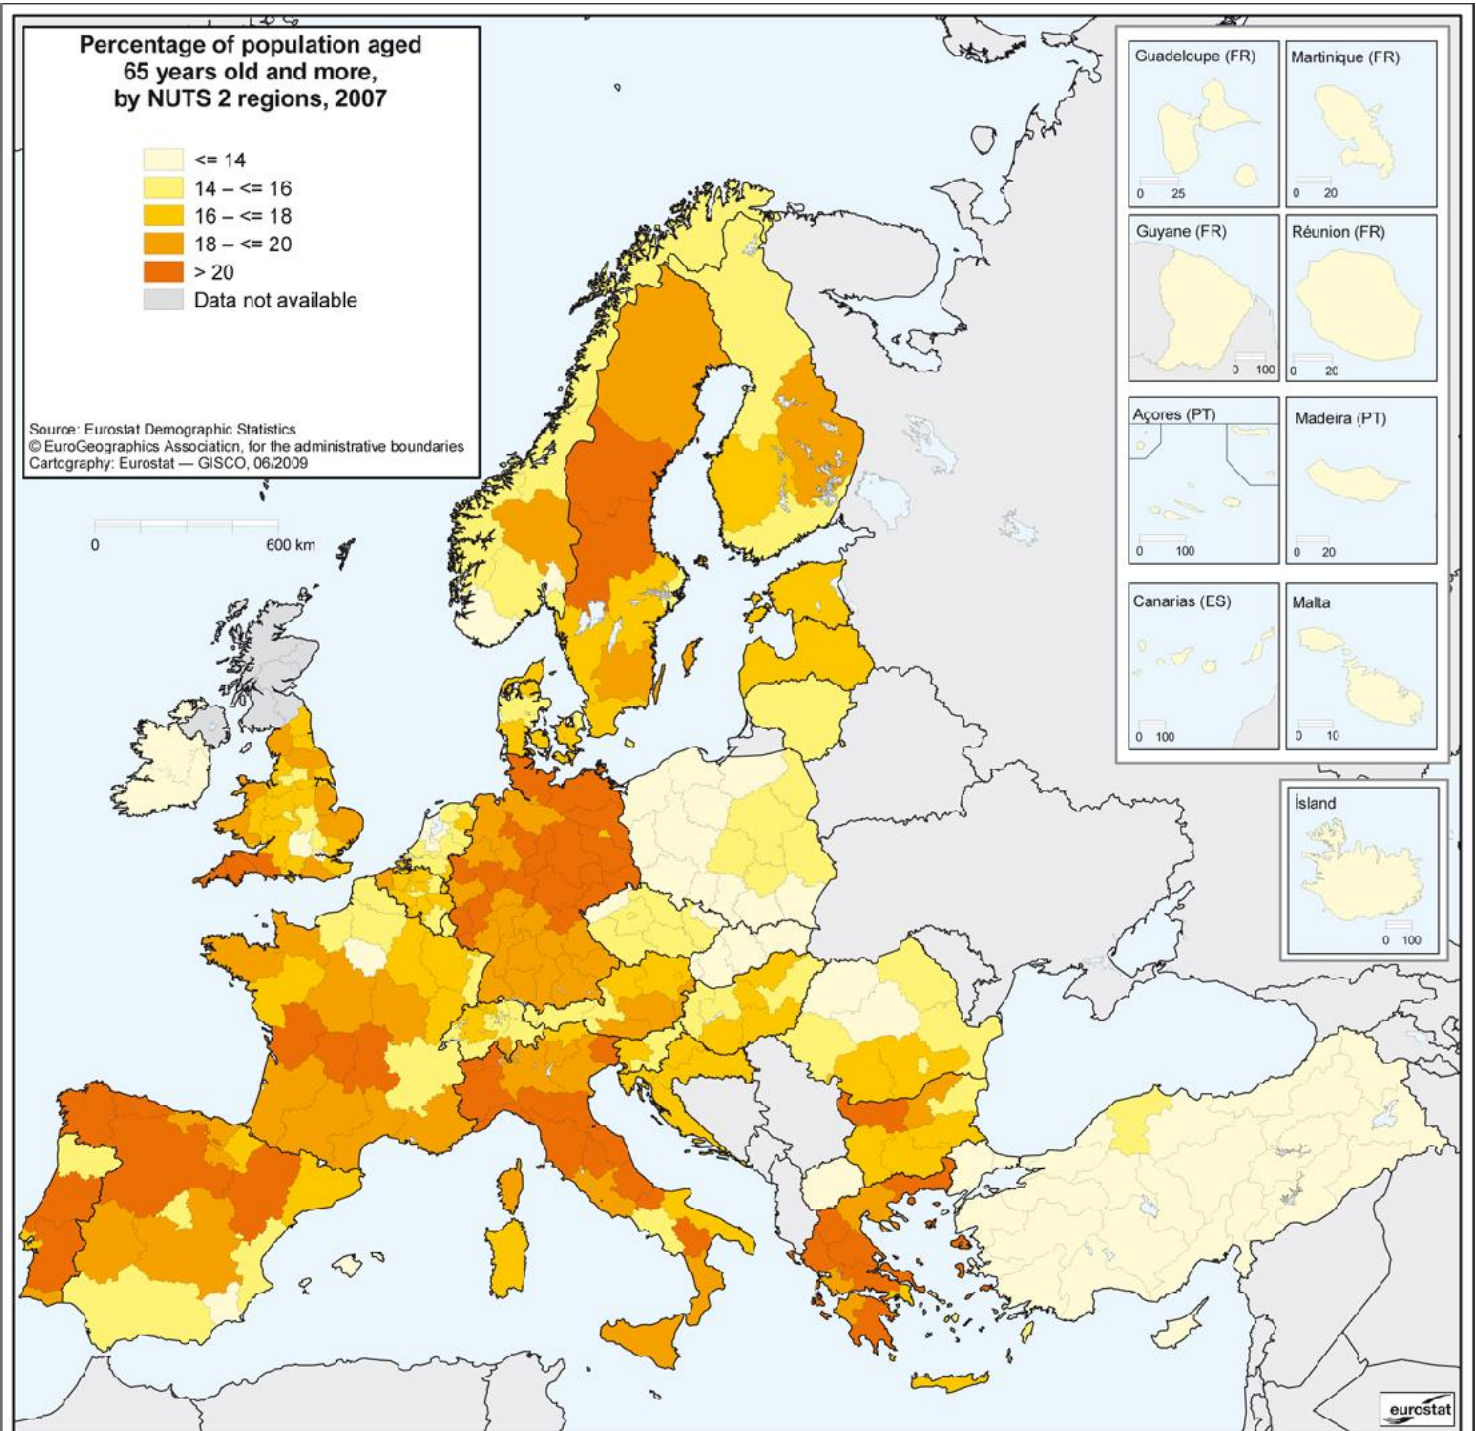 Percentage of population aged
65 years old and more,
by NUTS 2 regions, 2007
<= 14
14 – <= 16
16 – <= 18
18 – <= 20
> 20
Data not available
Source: Eurostat Demographic Statistics
© EuroGeographics Association, for the administrative boundaries
Cartography: Eurostat — GISCO, 06/2009
0 600 km
Guadeloupe (FR)
0 25
Martinique (FR)
0 20
Guyane (FR)
0 100
Réunion (FR)
0 20
Açores (PT)
0 100
Madeira (PT)
0 20
Canarias (ES)
0 100
Malta
0 10
Ísland
0 100
eurostat